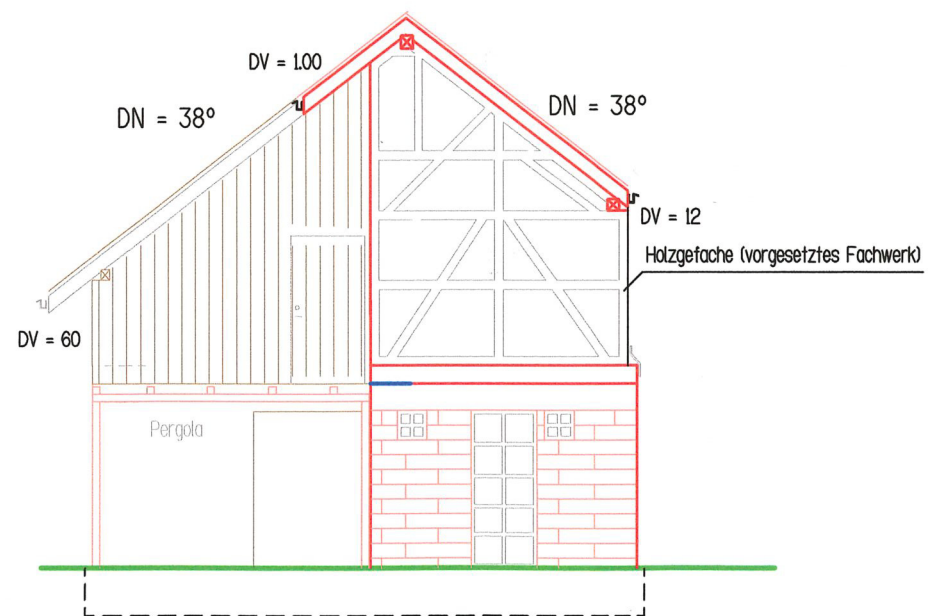 DV = 1.00
DN = 38°
DN = 38°
DV = 12
Holzgefache (vorgesetztes Fachwerk)
DV = 60
Pergola